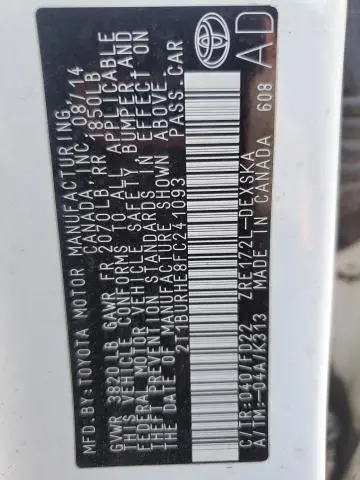 MFD.BY:TOYOTA MOTOR MANUFACTURING,
CANADA, INC. 08/14
GVWR 3820LB GAWR FR 2070LB RR 1850LB
THIS VEHICLE CONFORMS TO ALL APPLICABLE
FEDERAL MOTOR VEHICLE SAFETY BUMPER, AND
THEFT PREVENTION STANDARDS IN EFFECT ON
THE DATE OF MANUFACTURE SHOWN ABOVE.
2T1BURHE8FC241093 PASS.CAR
C/TR:040/FD22 ZRE172L-DEXSKA
A/TM:-04A/K313 MADE IN CANADA 608
TOYOTA
AD